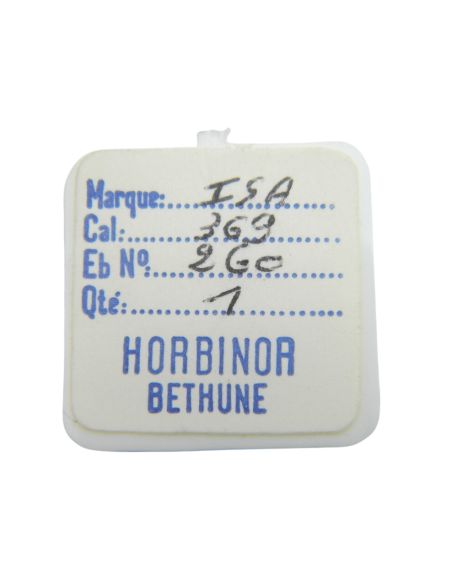 Marque: ISA
Cal: 369
Eb Nº: 260
Qté: 1
HORBINOR
BETHUNE